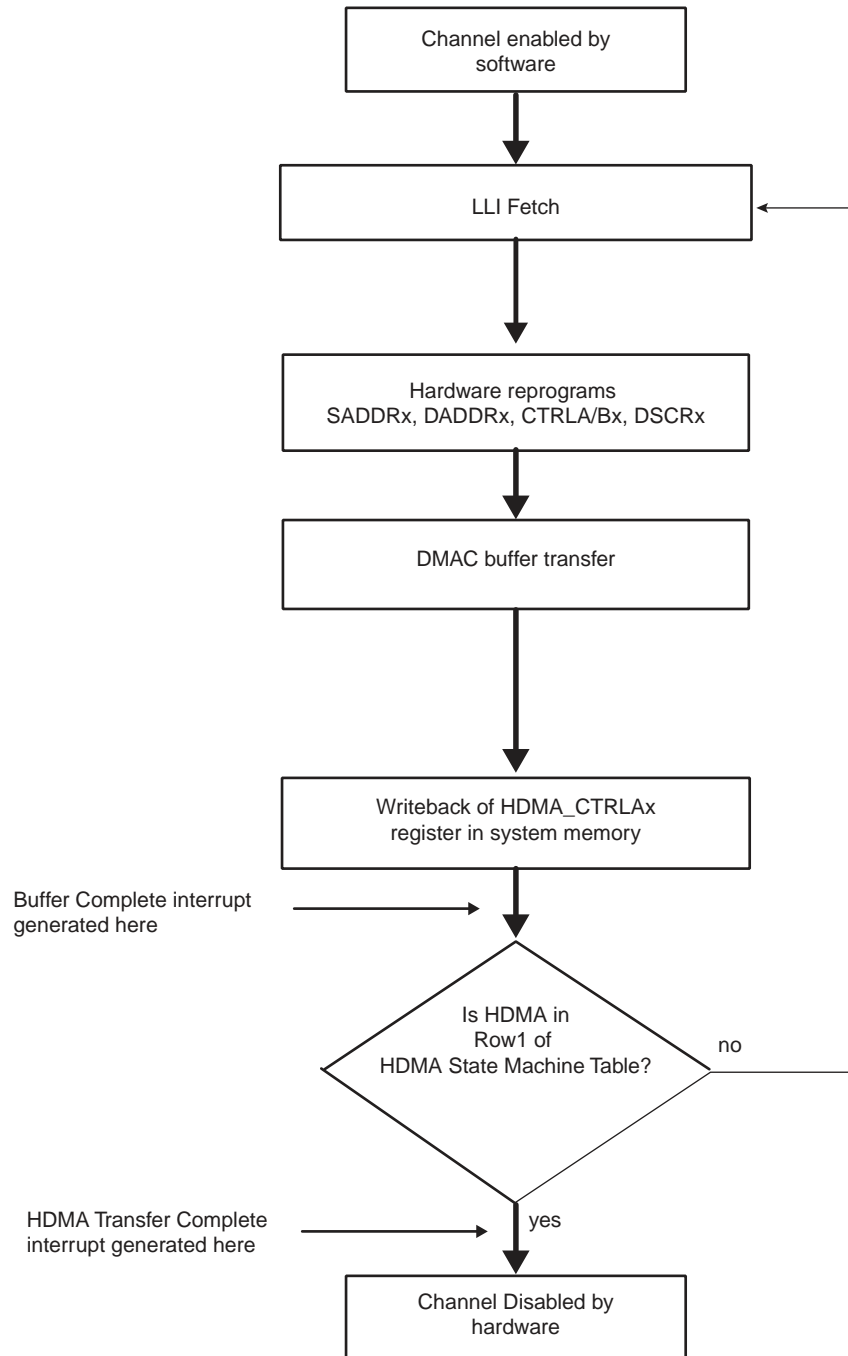 Channel enabled by
software
LLI Fetch
Hardware reprograms
SADDRx, DADDRx, CTRLA/Bx, DSCRx
DMAC buffer transfer
Writeback of HDMA_CTRLAx
register in system memory
Buffer Complete interrupt
generated here
Is HDMA in
Row1 of
HDMA State Machine Table?
no
HDMA Transfer Complete
interrupt generated here
yes
Channel Disabled by
hardware